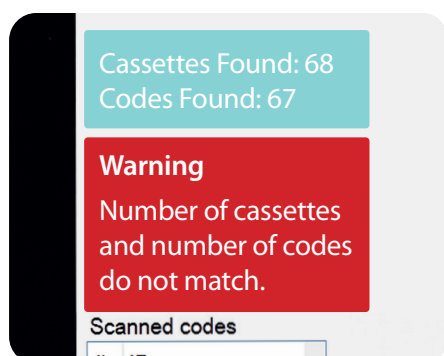 Cassettes Found: 68
Codes Found: 67
Warning
Number of cassettes
and number of codes
do not match.
Scanned codes